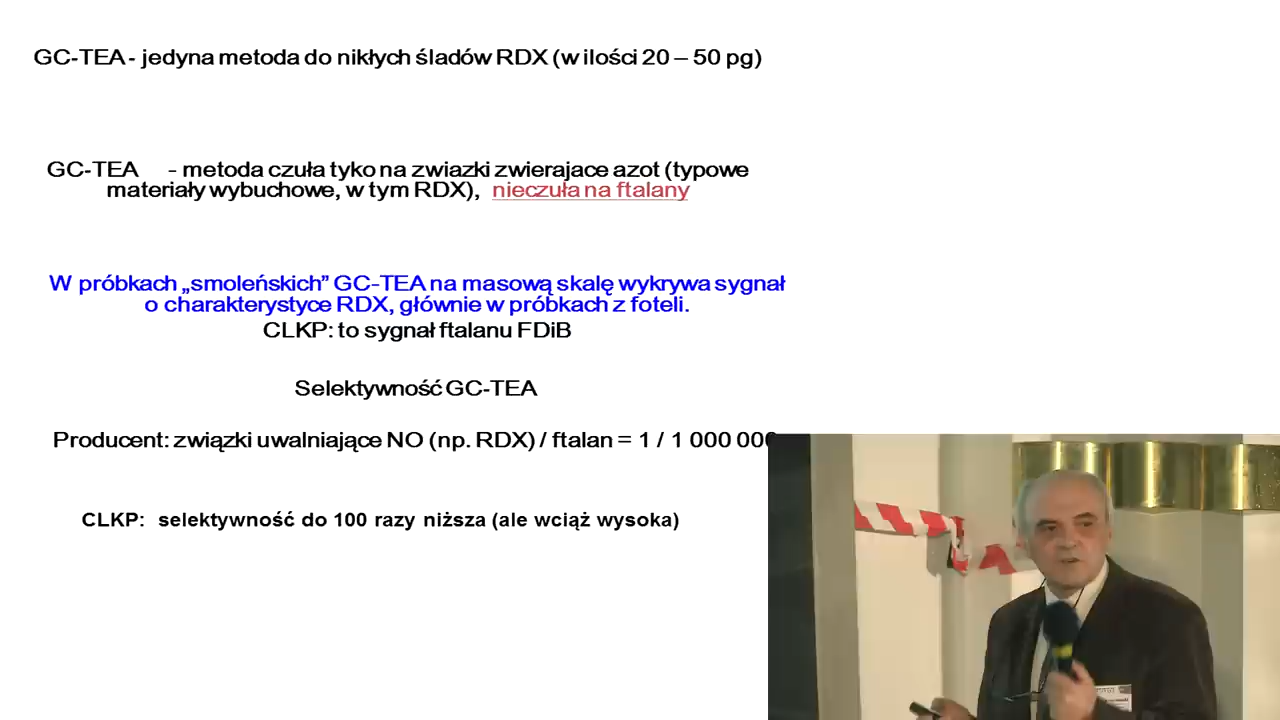 GC-TEA - jedyna metoda do nikłych śladów RDX (w ilości 20 – 50 pg)
GC-TEA - metoda czuła tyko na zwiazki zwierajace azot (typowe
materiały wybuchowe, w tym RDX), nieczuła na ftalany
W próbkach „smoleńskich” GC-TEA na masową skalę wykrywa sygnał
o charakterystyce RDX, głównie w próbkach z foteli.
CLKP: to sygnał ftalanu FDiB
Selektywność GC-TEA
Producent: związki uwalniające NO (np. RDX) / ftalan = 1 / 1 000 000
CLKP: selektywność do 100 razy niższa (ale wciąż wysoka)